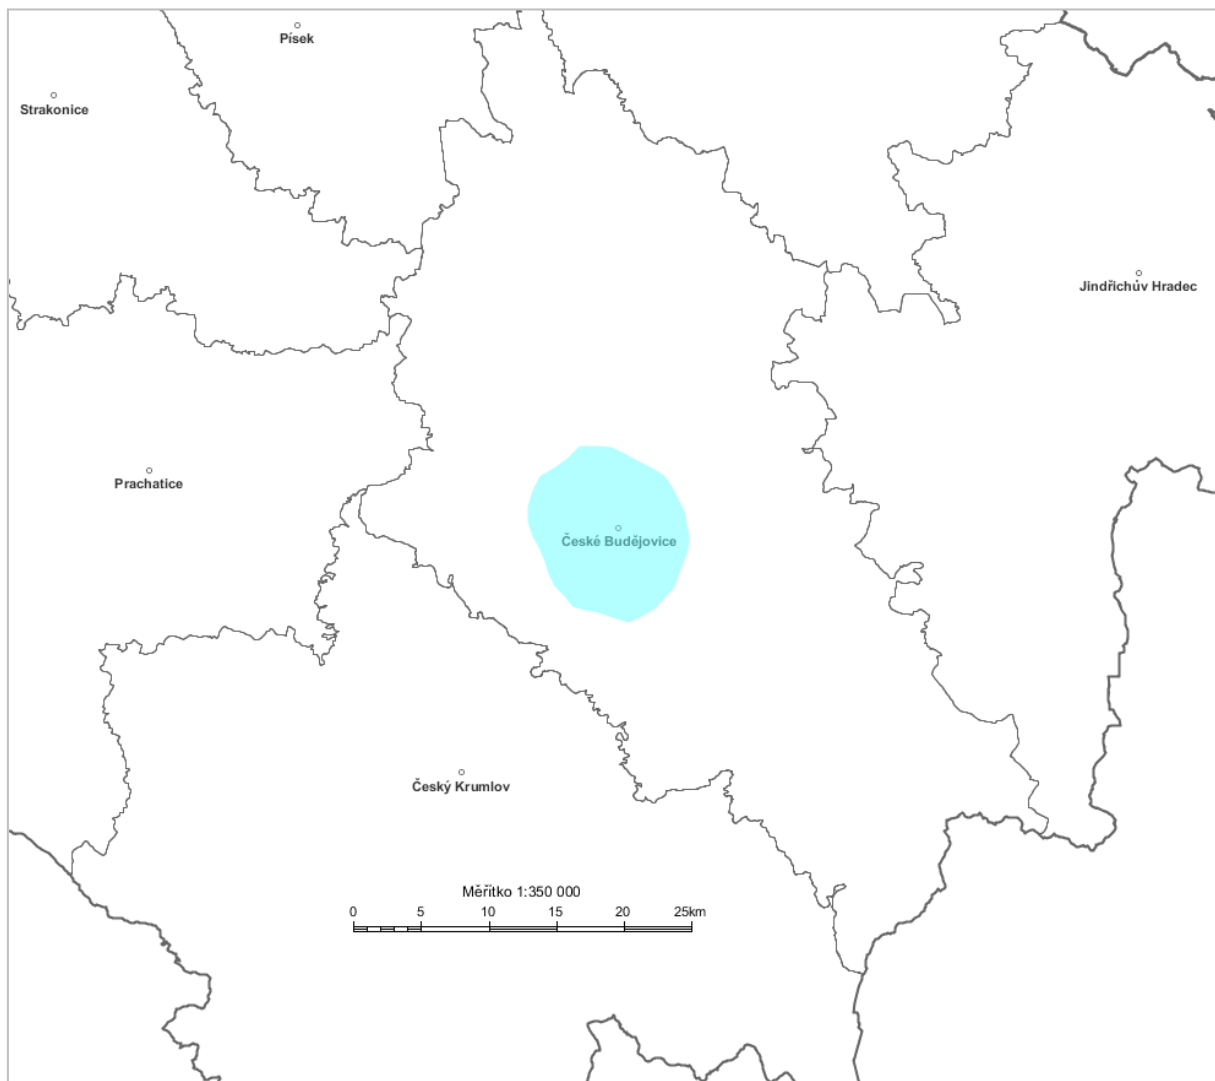 Písek
Strakonice
Jindřichův Hradec
Prachatice
České Budějovice
Český Krumlov
Měřítko 1:350 000
0 5 10 15 20 25km